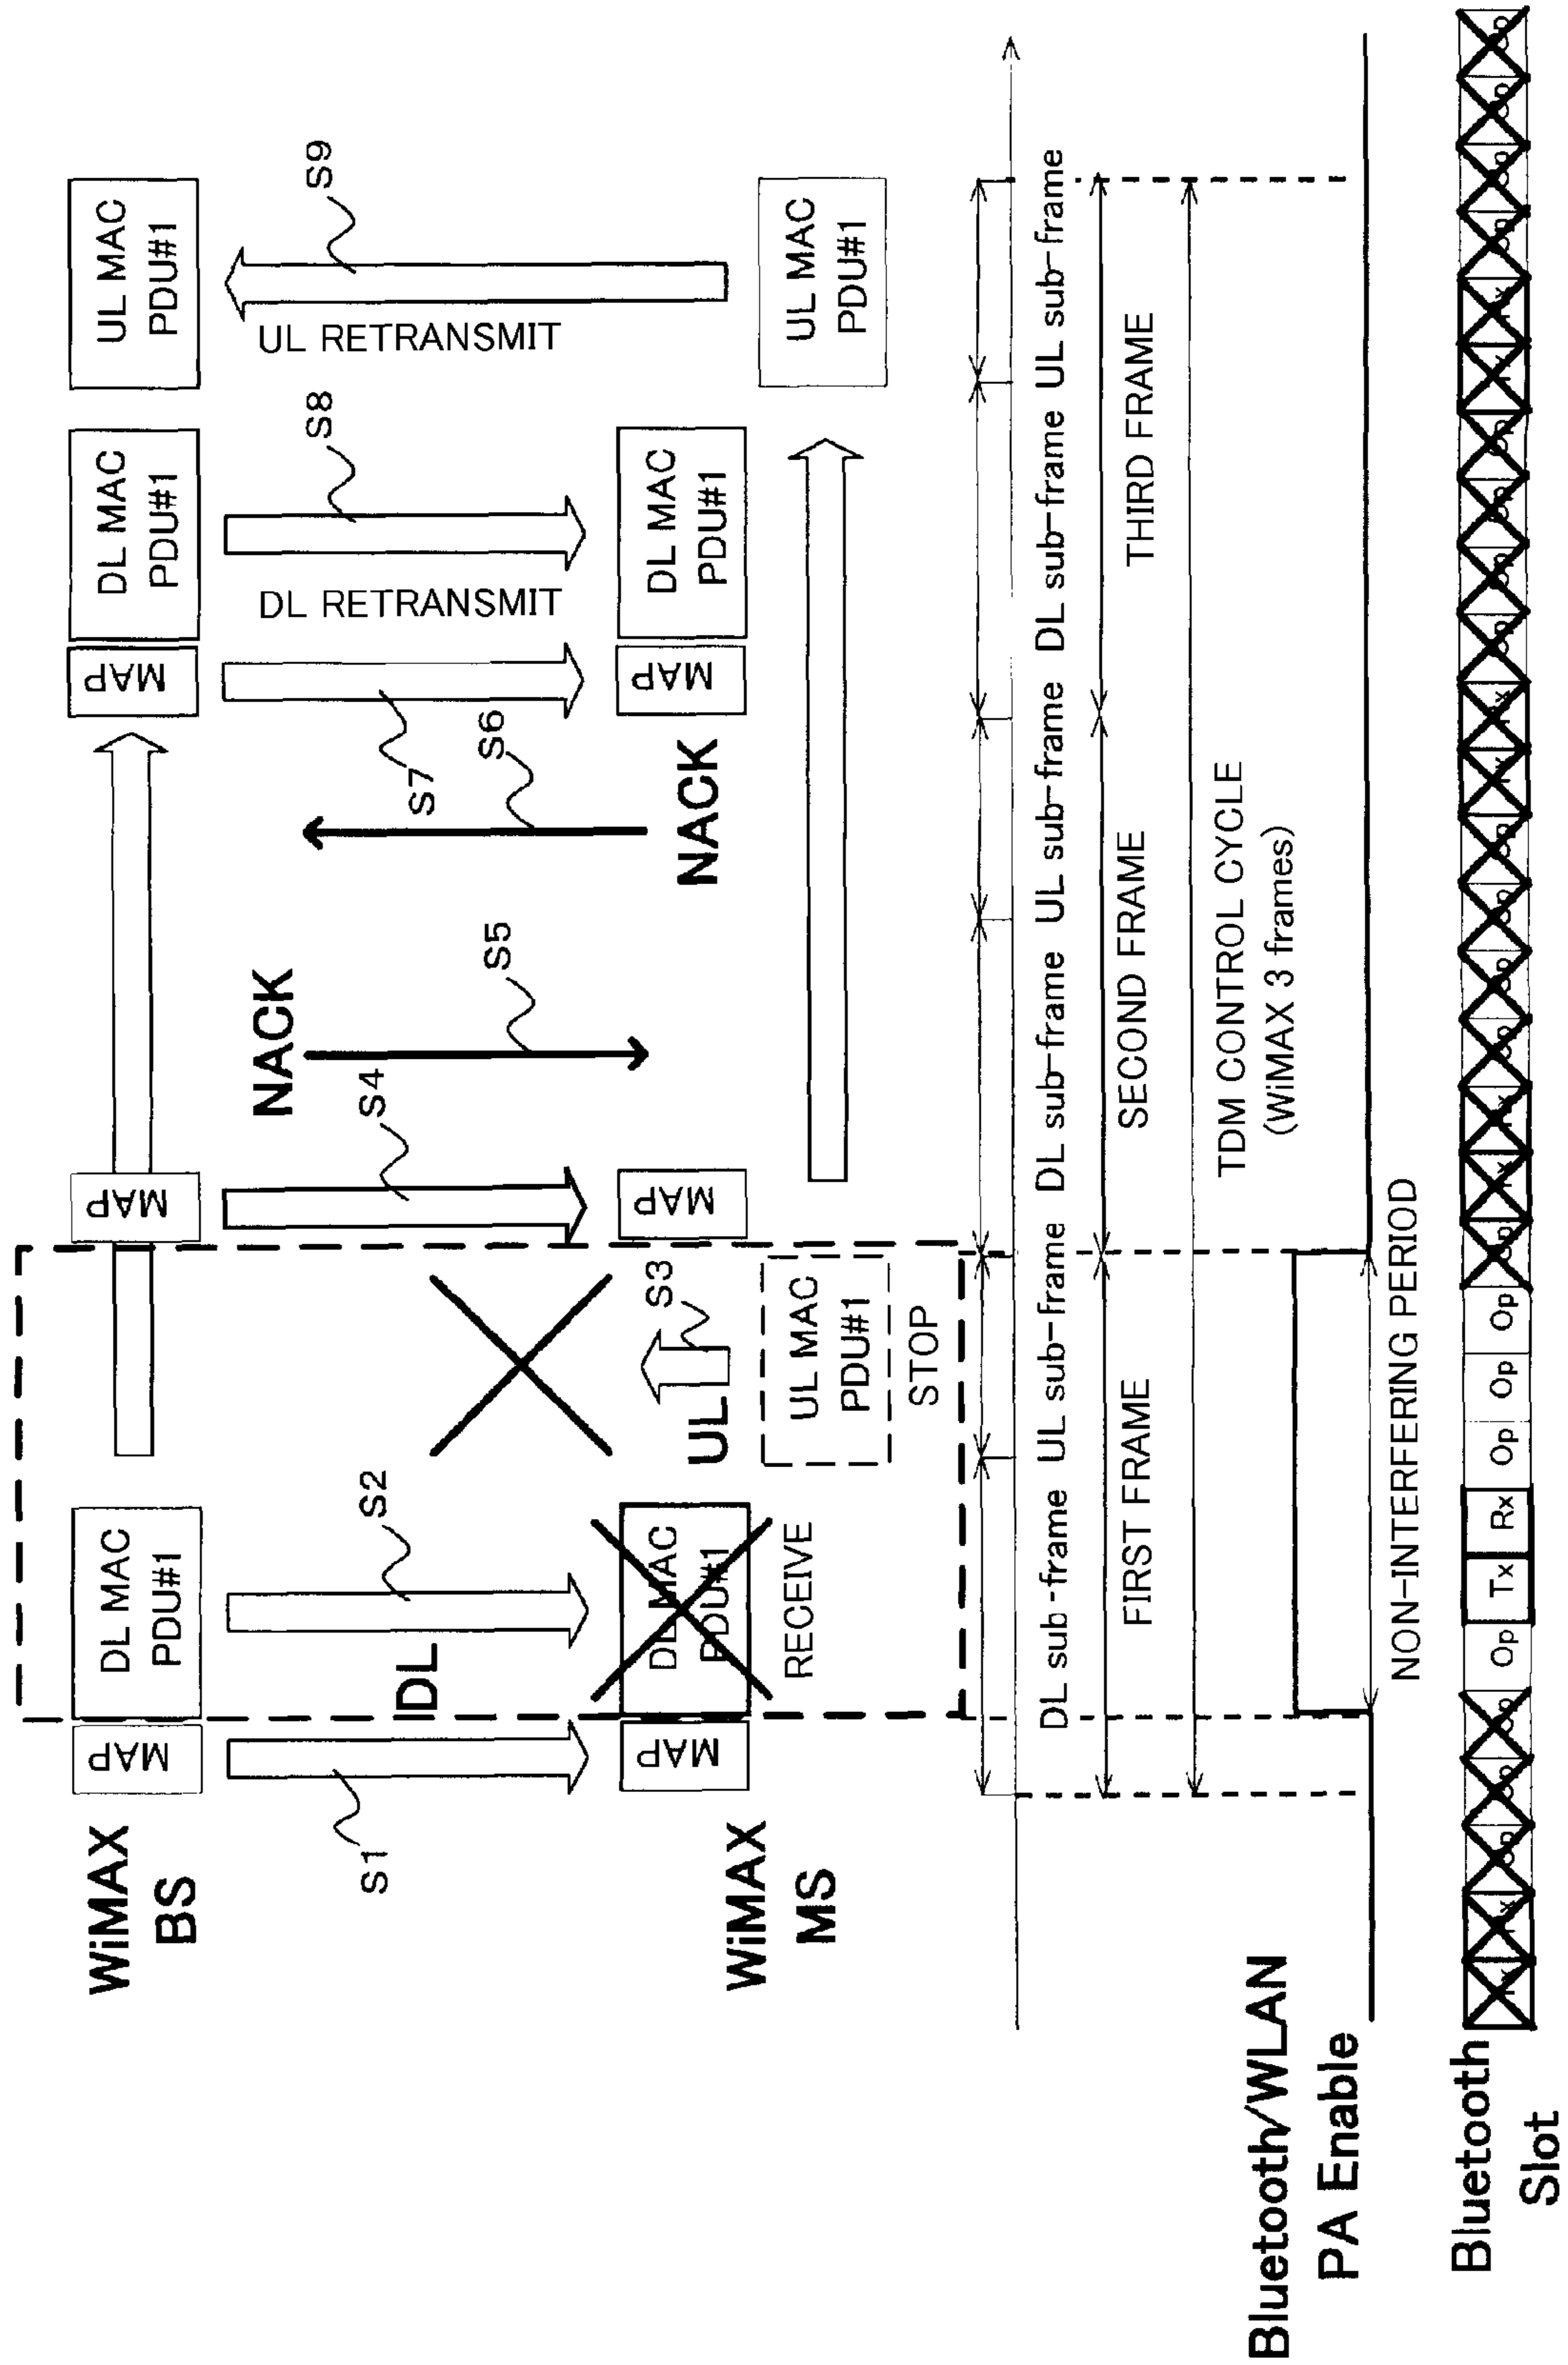 WiMAX
BS
MAP
DL MAC
PDU#1
MAP
MAP
DL MAC
PDU#1
UL MAC
PDU#1
S1
DL
S2
S4
NACK
S5
S6
S7
DL RETRANSMIT
S8
UL RETRANSMIT
S9
WiMAX
MS
MAP
DL MAC
PDU#1
RECEIVE
UL
S3
UL MAC
PDU#1
STOP
MAP
NACK
MAP
DL MAC
PDU#1
UL MAC
PDU#1
DL sub-frame UL sub-frame DL sub-frame UL sub-frame DL sub-frame UL sub-frame
FIRST FRAME
SECOND FRAME
THIRD FRAME
TDM CONTROL CYCLE
(WiMAX 3 frames)
Bluetooth/WLAN
PA Enable
NON-INTERFERING PERIOD
Bluetooth
Slot
Op Tx Rx Op Op Op